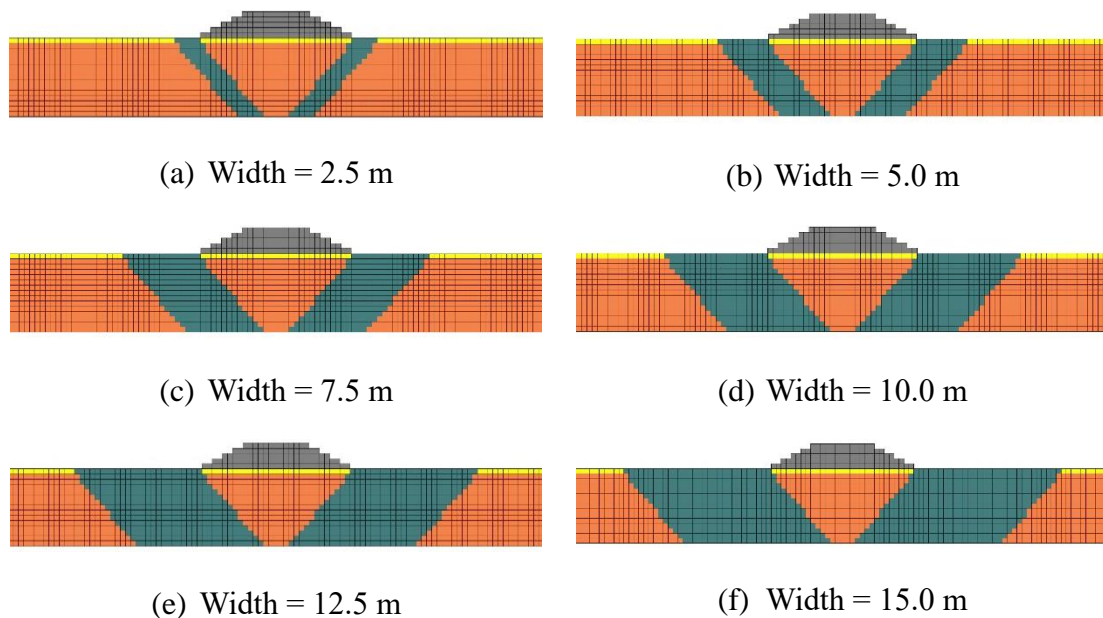 (a) Width = 2.5 m
(b) Width = 5.0 m
(c) Width = 7.5 m
(d) Width = 10.0 m
(e) Width = 12.5 m
(f) Width = 15.0 m